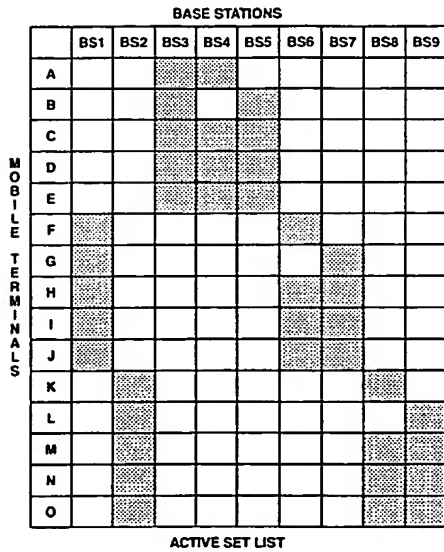 BASE STATIONS
BS1 BS2 BS3 BS4 BS5 BS6 BS7 BS8 BS9
MOBILE TERMINALS
A
B
C
D
E
F
G
H
I
J
K
L
M
N
O
ACTIVE SET LIST